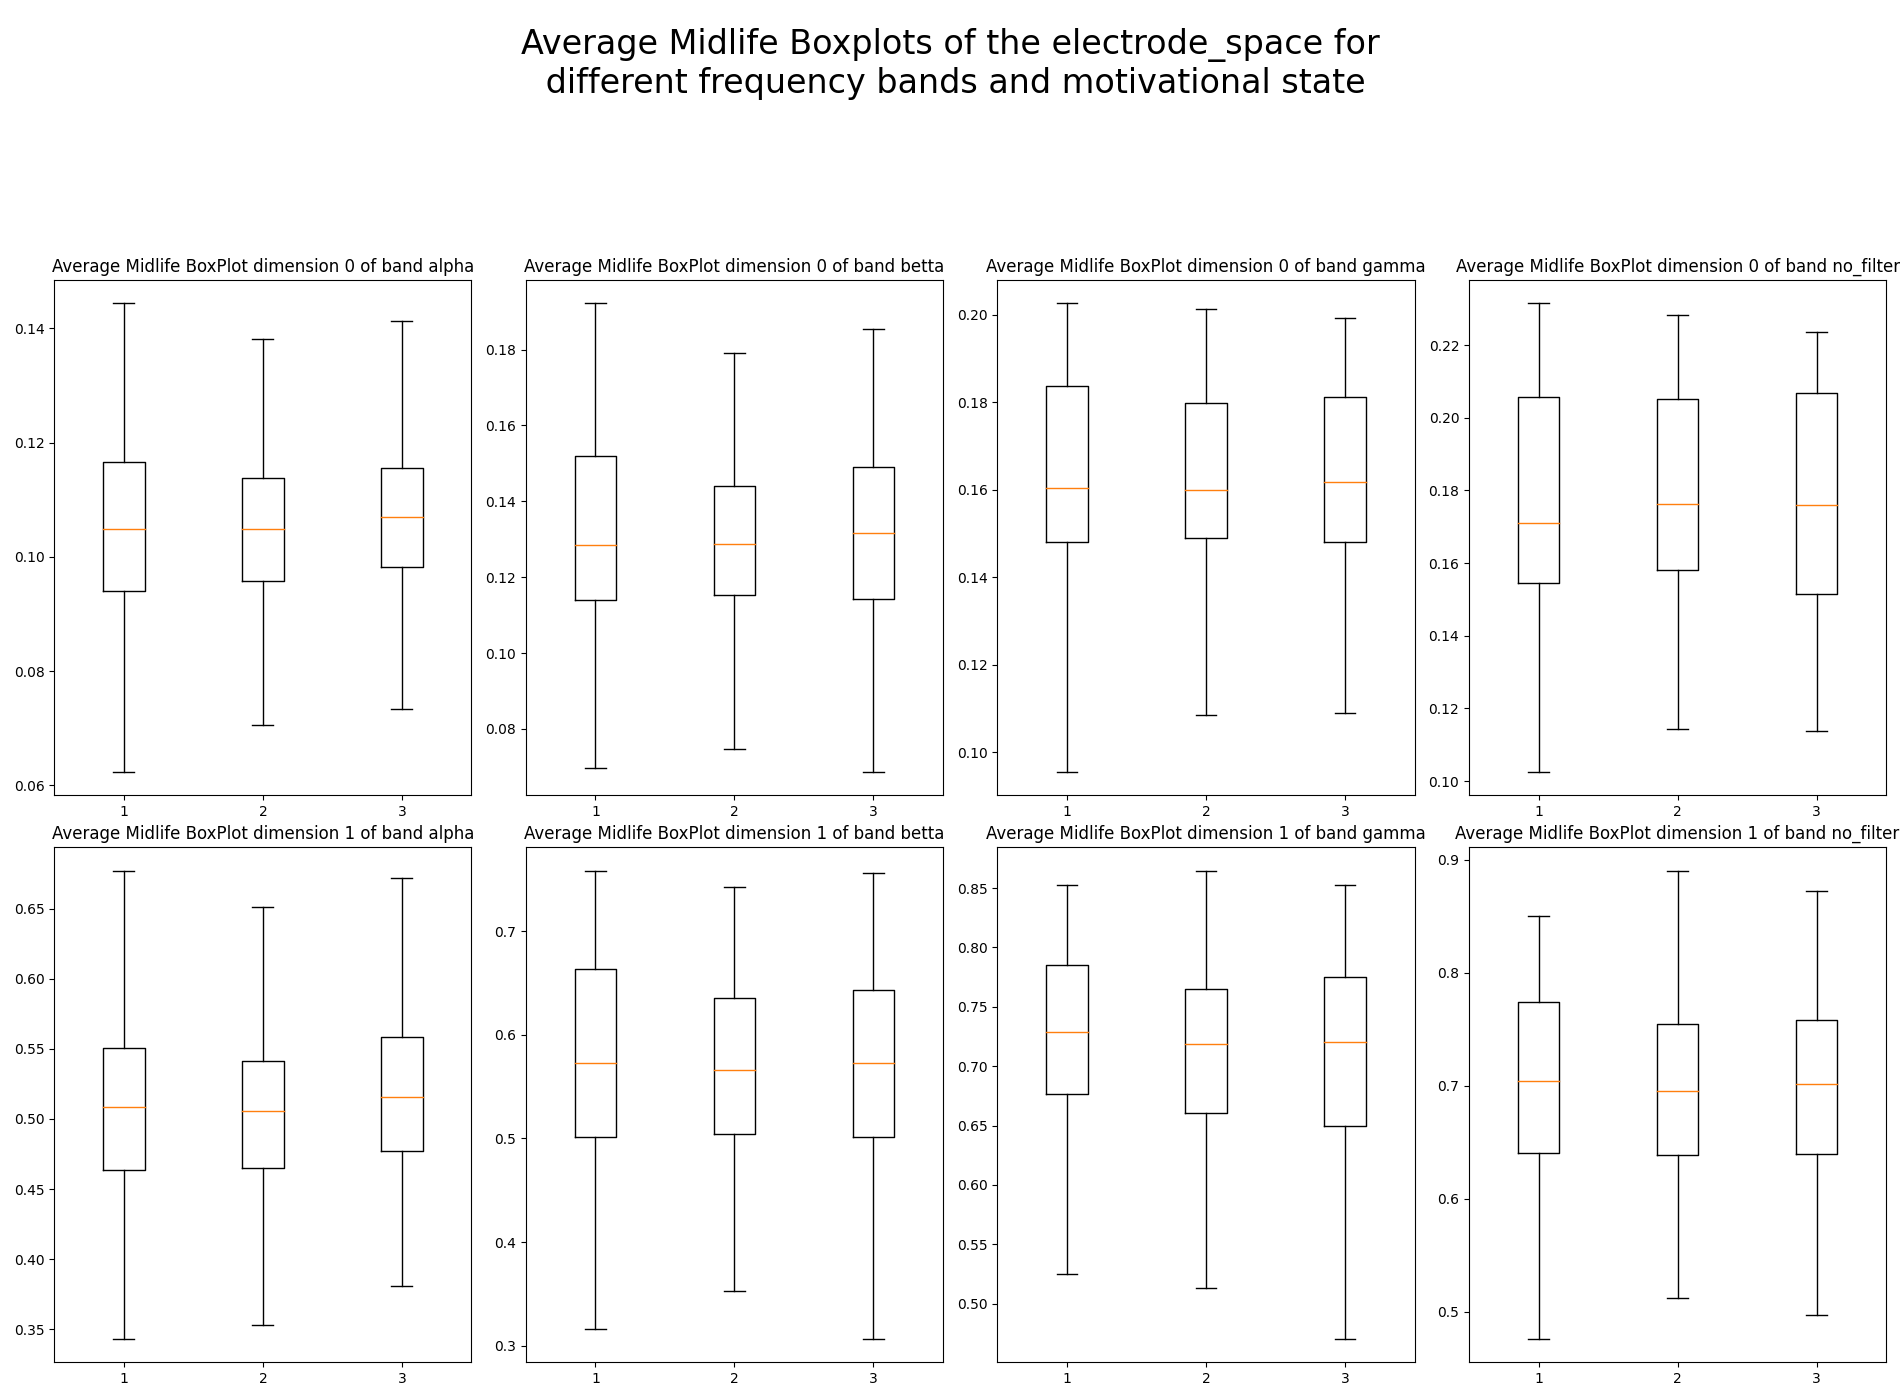 Average Midlife Boxplots of the electrode_space for
different frequency bands and motivational state
Average Midlife BoxPlot dimension 0 of band alpha
0.14
0.12
0.10
0.08
0.06
1 2 3
Average Midlife BoxPlot dimension 0 of band betta
0.18
0.16
0.14
0.12
0.10
0.08
1 2 3
Average Midlife BoxPlot dimension 0 of band gamma
0.20
0.18
0.16
0.14
0.12
0.10
1 2 3
Average Midlife BoxPlot dimension 0 of band no_filter
0.22
0.20
0.18
0.16
0.14
0.12
0.10
1 2 3
Average Midlife BoxPlot dimension 1 of band alpha
0.65
0.60
0.55
0.50
0.45
0.40
0.35
1 2 3
Average Midlife BoxPlot dimension 1 of band betta
0.7
0.6
0.5
0.4
0.3
1 2 3
Average Midlife BoxPlot dimension 1 of band gamma
0.85
0.80
0.75
0.70
0.65
0.60
0.55
0.50
1 2 3
Average Midlife BoxPlot dimension 1 of band no_filter
0.9
0.8
0.7
0.6
0.5
1 2 3